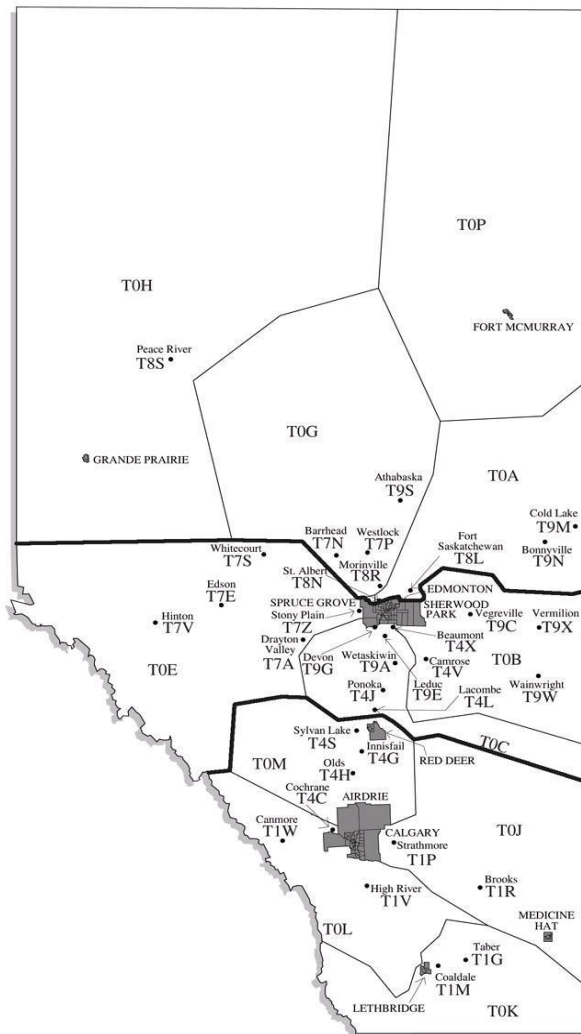 T0P
T0H
FORT MCMURRAY
Peace River
T8S
T0G
GRANDE PRAIRIE
Athabaska
T9S
T0A
Cold Lake
T9M
Barrhead
T7N
Westlock
T7P
Fort
Saskatchewan
T8L
Bonnyville
T9N
Whitecourt
T7S
St. Albert
T8N
Morinville
T8R
EDMONTON
Edson
T7E
SPRUCE GROVE
Stony Plain
T7Z
SHERWOOD
PARK
Vegreville
T9C
Vermilion
T9X
Hinton
T7V
Drayton
Valley
T7A
Devon
T9G
Beaumont
T4X
Wetaskiwin
T9A
Camrose
T4V
T0B
T0E
Leduc
T9E
Wainwright
T9W
Ponoka
T4J
Lacombe
T4L
Sylvan Lake
T4S
T0C
Innisfail
T4G
RED DEER
T0M
Olds
T4H
Cochrane
T4C
AIRDRIE
Canmore
T1W
CALGARY
Strathmore
T1P
T0J
High River
T1V
Brooks
T1R
MEDICINE
HAT
T0L
Taber
T1G
Coaldale
T1M
LETHBRIDGE
T0K